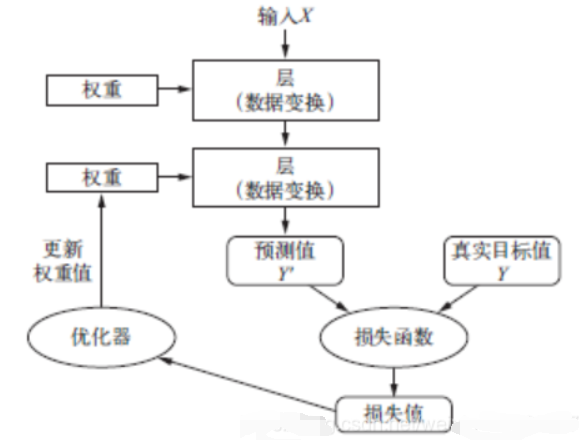 输入X
权重
层
（数据变换）
权重
层
（数据变换）
更新
权重值
预测值
Y'
真实目标值
Y
优化器
损失函数
损失值